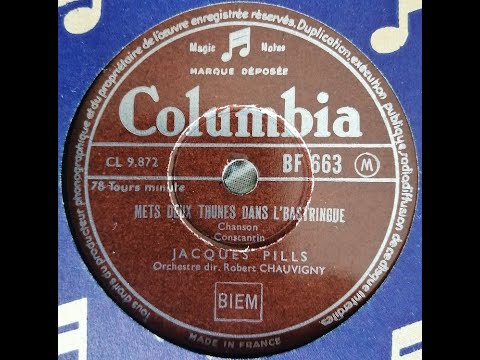 Tous droits du producteur phonographique et du propriétaire de l'œuvre enregistrée réservés. Duplication, exécution publique, radiodiffusion de ce disque interdites.
Magic Notes
MARQUE DÉPOSÉE
Columbia
CL 9,872
BF 663 M
78 Tours minute
METS DEUX THUNES DANS L'BASTRINGUE
Chanson
Constantin
JACQUES PILLS
Orchestre dir. Robert CHAUVIGNY
BIEM
MADE IN FRANCE